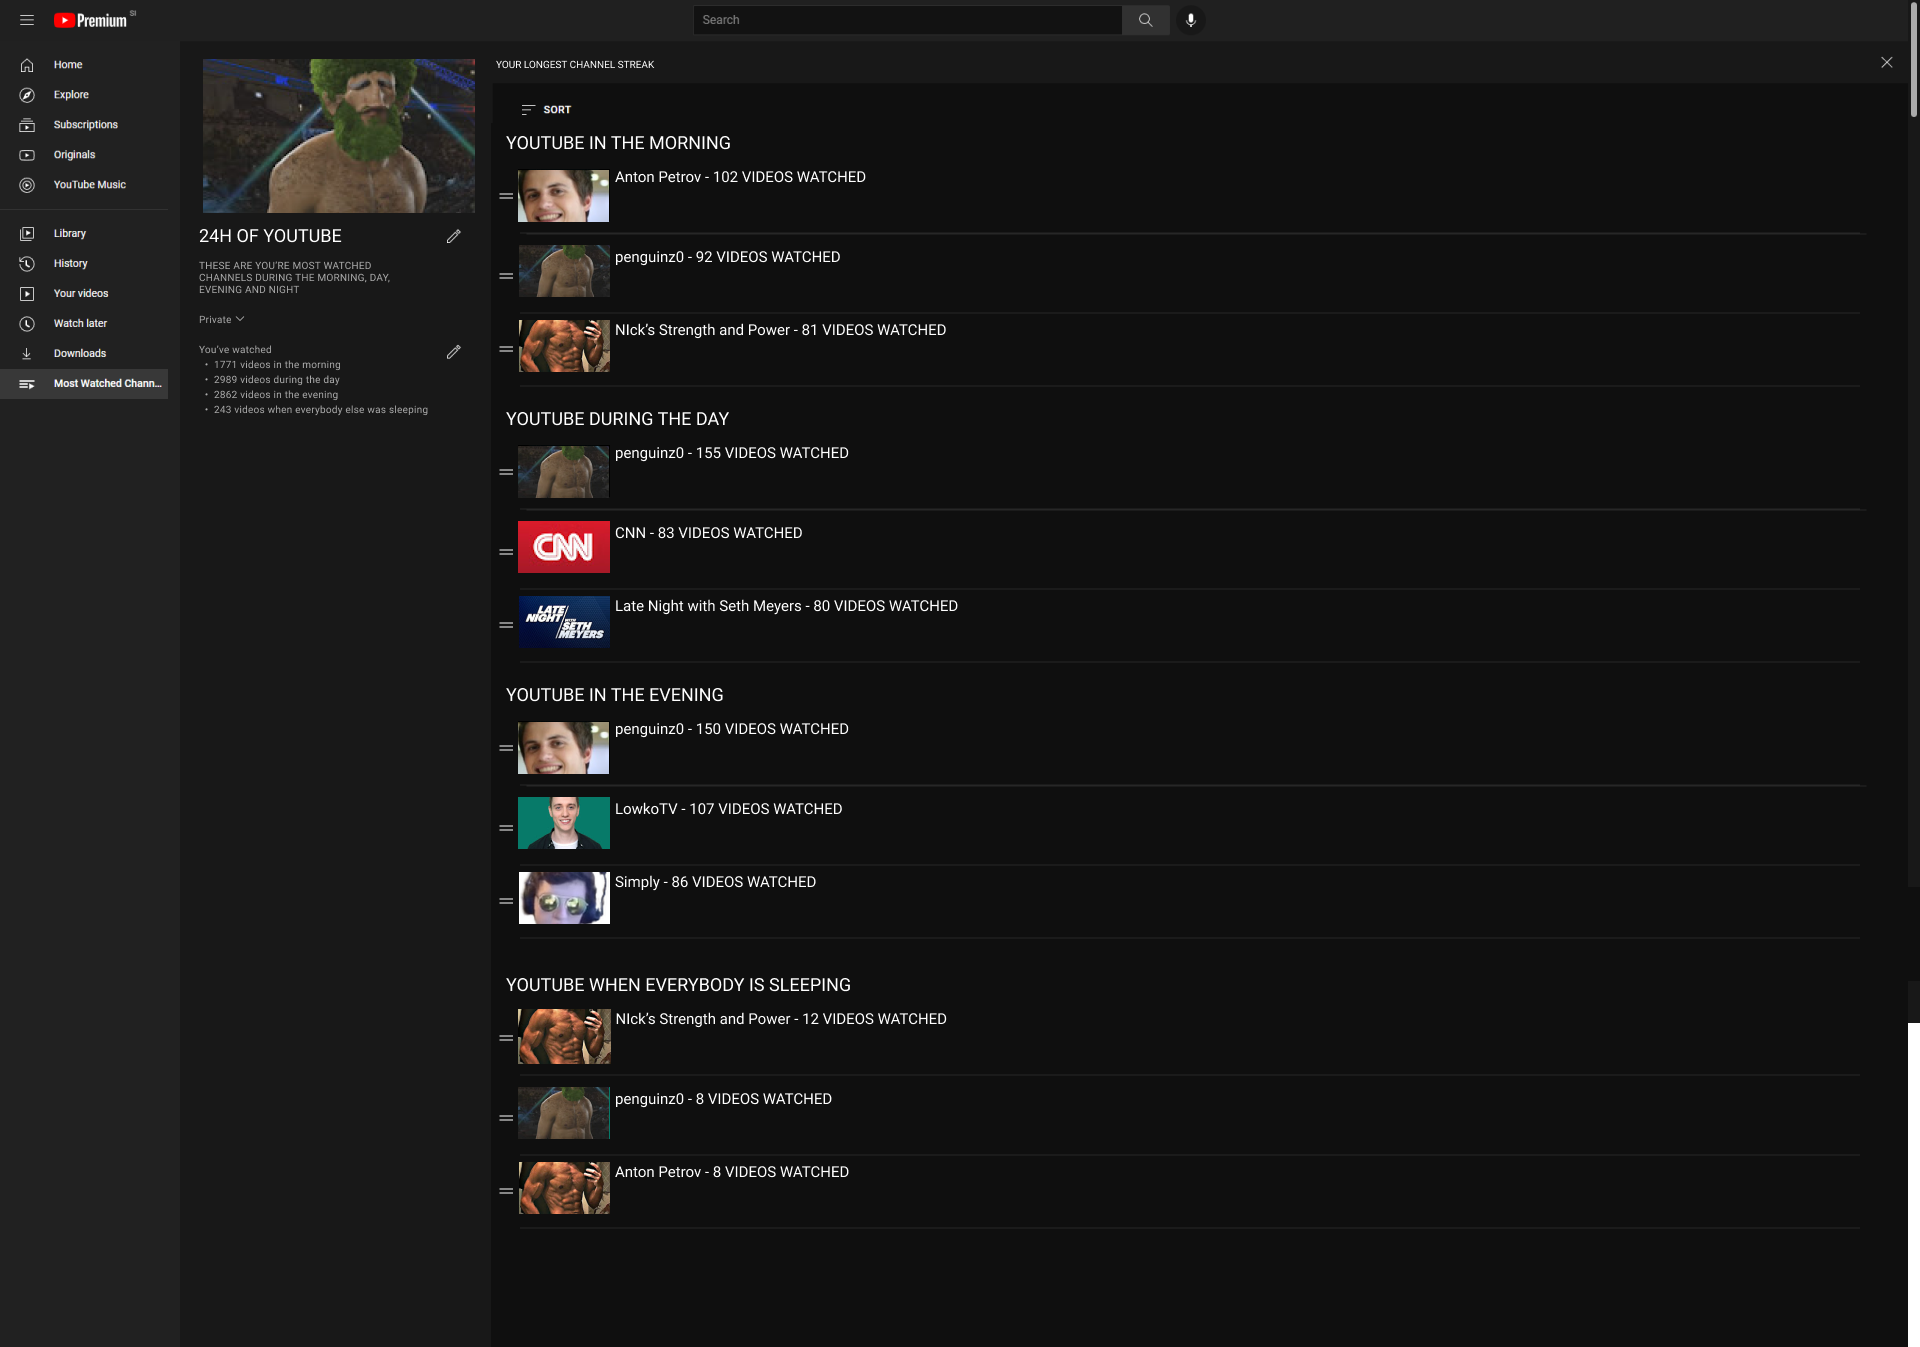 Premium SI
Search
Home
Explore
Subscriptions
Originals
YouTube Music
Library
History
Your videos
Watch later
Downloads
Most Watched Chann...
24H OF YOUTUBE
THESE ARE YOU'RE MOST WATCHED
CHANNELS DURING THE MORNING, DAY,
EVENING AND NIGHT
Private
You've watched
• 1771 videos in the morning
• 2989 videos during the day
• 2862 videos in the evening
• 243 videos when everybody else was sleeping
YOUR LONGEST CHANNEL STREAK
SORT
YOUTUBE IN THE MORNING
Anton Petrov - 102 VIDEOS WATCHED
penguinz0 - 92 VIDEOS WATCHED
NIck's Strength and Power - 81 VIDEOS WATCHED
YOUTUBE DURING THE DAY
penguinz0 - 155 VIDEOS WATCHED
CNN
CNN - 83 VIDEOS WATCHED
LATE
NIGHT WITH
SETH
MEYERS
Late Night with Seth Meyers - 80 VIDEOS WATCHED
YOUTUBE IN THE EVENING
penguinz0 - 150 VIDEOS WATCHED
LowkoTV - 107 VIDEOS WATCHED
Simply - 86 VIDEOS WATCHED
YOUTUBE WHEN EVERYBODY IS SLEEPING
NIck's Strength and Power - 12 VIDEOS WATCHED
penguinz0 - 8 VIDEOS WATCHED
Anton Petrov - 8 VIDEOS WATCHED